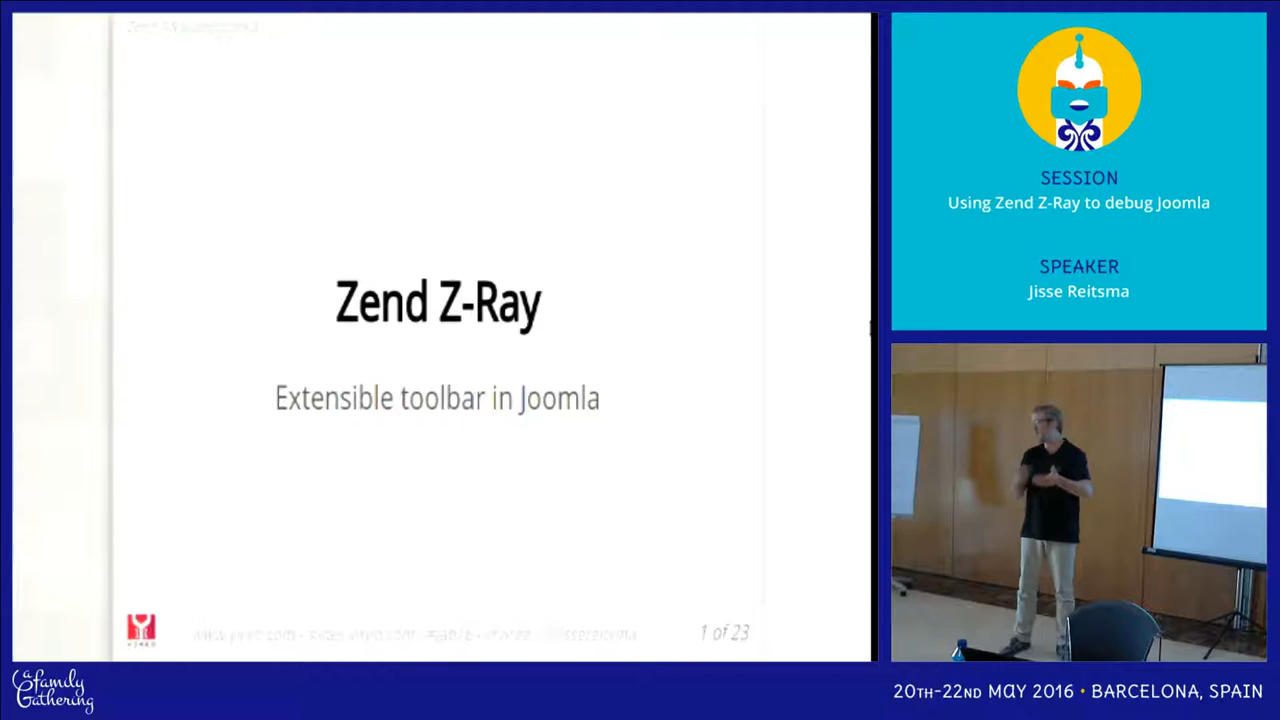 Zend Z-Ray
Extensible toolbar in Joomla
1 of 23
SESSION
Using Zend Z-Ray to debug Joomla
SPEAKER
Jisse Reitsma
a family
Gathering
20TH-22ND MAY 2016 • BARCELONA, SPAIN